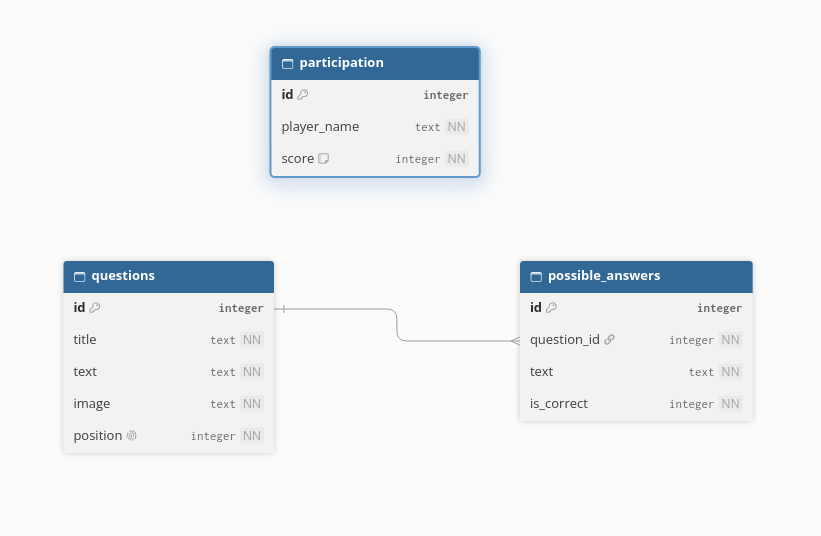 participation
id integer
player_name text NN
score integer NN
questions
id integer
title text NN
text text NN
image text NN
position integer NN
possible_answers
id integer
question_id integer NN
text text NN
is_correct integer NN